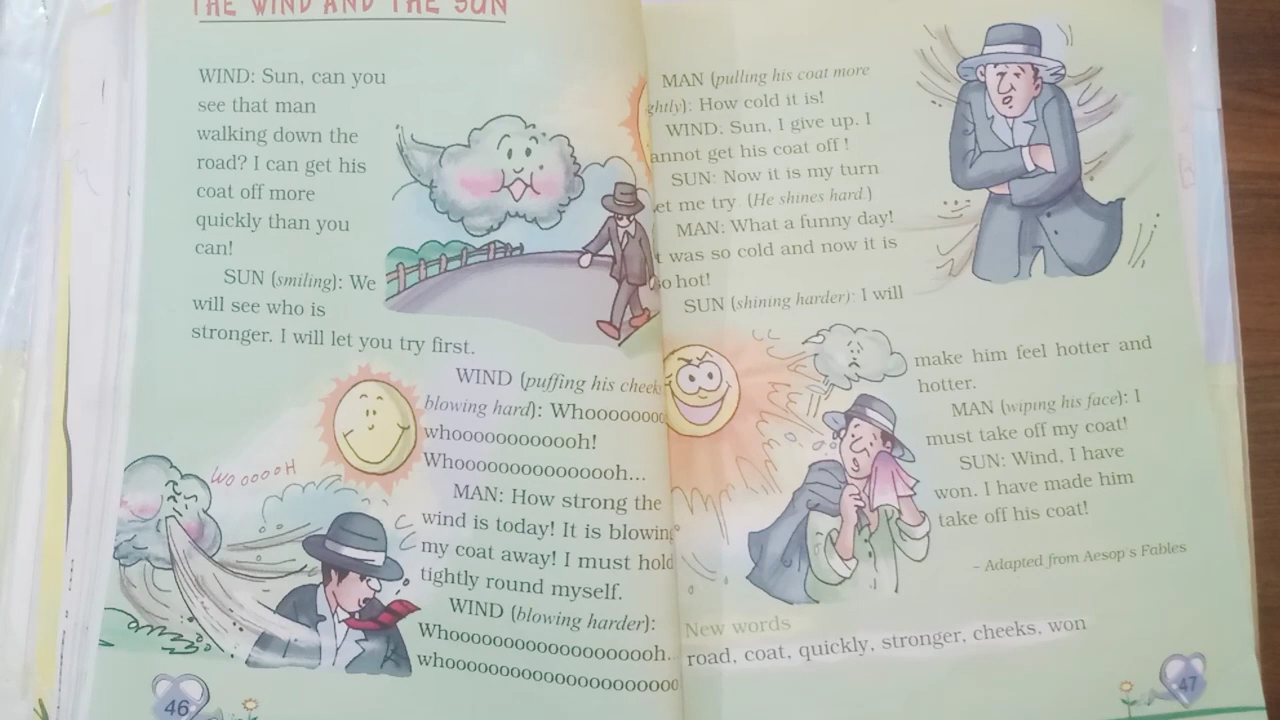 THE WIND AND THE SUN
WIND: Sun, can you
see that man
walking down the
road? I can get his
coat off more
quickly than you
can!
SUN (smiling): We
will see who is
stronger. I will let you try first.
WIND (puffing his cheek
blowing hard): Whoooooooo
whoooooooooooh!
Whooooooooooooooh...
MAN: How strong the
wind is today! It is blowing
my coat away! I must hold
tightly round myself.
WIND (blowing harder):
Whoooooooooooooooooh..
whooooooooooooooooooo
WOOOOOH
46
MAN (pulling his coat more
ghtly): How cold it is!
WIND: Sun, I give up. I
annot get his coat off !
SUN: Now it is my turn
et me try. (He shines hard.)
MAN: What a funny day!
t was so cold and now it is
so hot!
SUN (shining harder): I will
make him feel hotter and
hotter.
MAN (wiping his face): I
must take off my coat!
SUN: Wind, I have
won. I have made him
take off his coat!
– Adapted from Aesop s Fables
New words
road, coat, quickly, stronger, cheeks, won
47